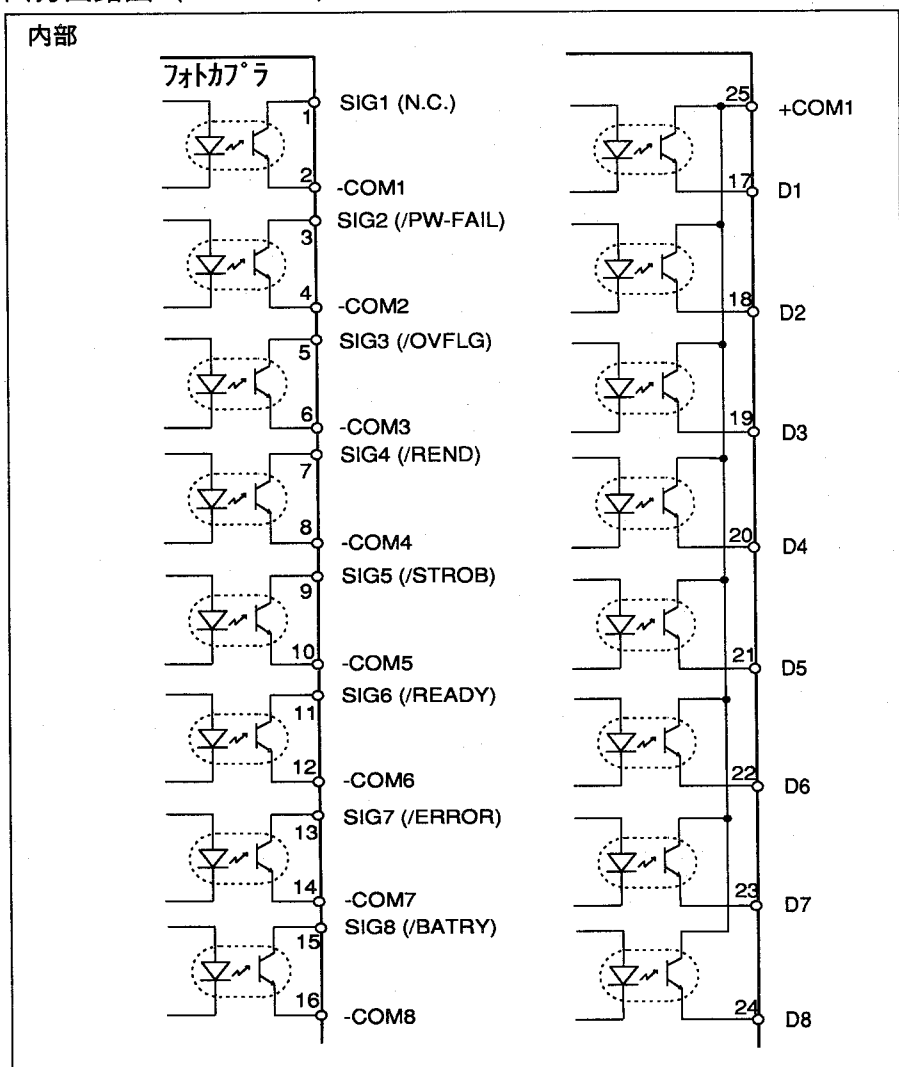 内部
フォトカプラ
1 SIG1 (N.C.)
2 -COM1
3 SIG2 (/PW-FAIL)
4 -COM2
5 SIG3 (/OVFLG)
6 -COM3
7 SIG4 (/REND)
8 -COM4
9 SIG5 (/STROB)
10 -COM5
11 SIG6 (/READY)
12 -COM6
13 SIG7 (/ERROR)
14 -COM7
15 SIG8 (/BATRY)
16 -COM8
25 +COM1
17 D1
18 D2
19 D3
20 D4
21 D5
22 D6
23 D7
24 D8